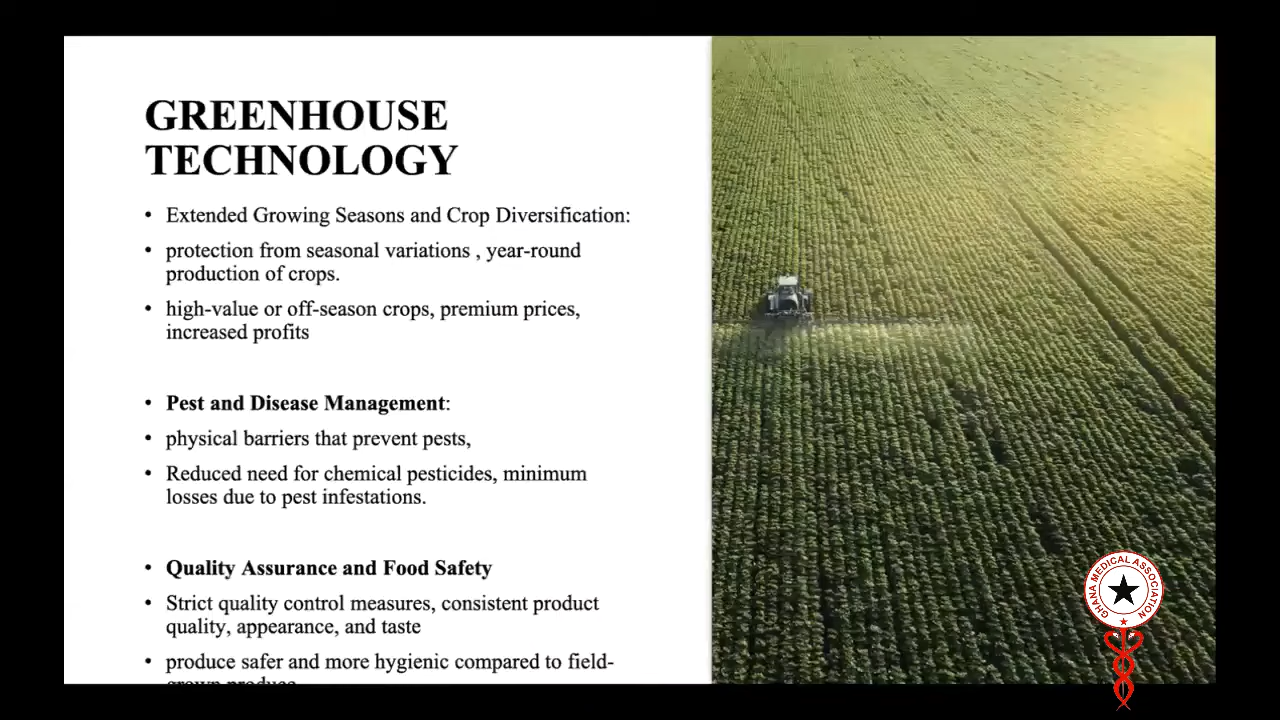 GREENHOUSE
TECHNOLOGY
• Extended Growing Seasons and Crop Diversification:
• protection from seasonal variations , year-round
production of crops.
• high-value or off-season crops, premium prices,
increased profits
• Pest and Disease Management:
• physical barriers that prevent pests,
• Reduced need for chemical pesticides, minimum
losses due to pest infestations.
• Quality Assurance and Food Safety
• Strict quality control measures, consistent product
quality, appearance, and taste
• produce safer and more hygienic compared to field-
grown produce
GHANA MEDICAL ASSOCIATION